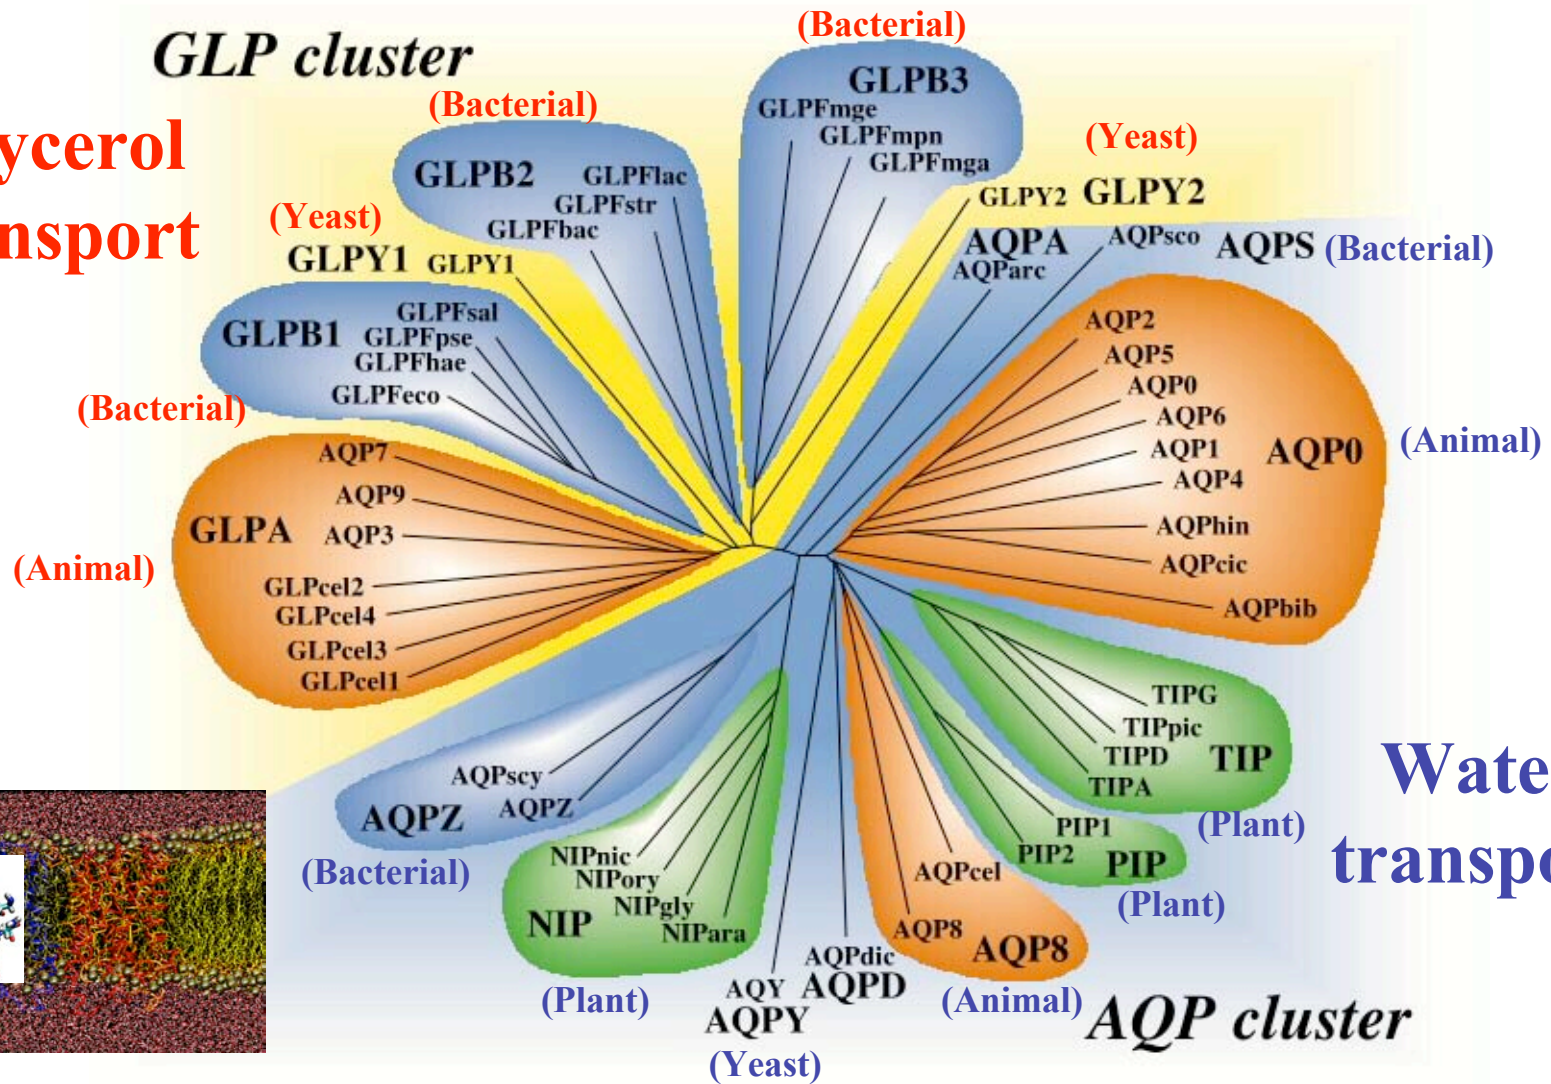 (Bacterial)
GLP cluster
GLPB3
(Bacterial)
GLPFmge
ycerol
GLPFmpn
(Yeast)
GLPFmga
GLPB2
GLPFlac
GLPY2 GLPY2
GLPFstr
(Yeast)
GLPFbac
nsport
AQPA
AQPsco
AQPS (Bacterial)
GLPY1 GLPY1
AQParc
GLPFsal
GLPB1 GLPFpse
GLPFhae
GLPFeco
(Bacterial)
AQP2
AQP5
AQP0
AQP6
AQP1
AQP4
AQP0
(Animal)
AQPhin
AQPcic
AQPbib
AQP7
AQP9
GLPA AQP3
(Animal)
GLPcel2
GLPcel4
GLPcel3
GLPcel1
TIPG
TIPpic
TIPD
TIPA
TIP
(Plant)
Wate
transpo
AQPscy
AQPZ AQPZ
(Bacterial)
PIP1
PIP2 PIP
(Plant)
NIPnic
NIPory
NIPgly
NIPara
NIP
(Plant)
AQPcel
AQP8 AQP8
(Animal)
AQPdic
AQPD
AQY
AQPY
(Yeast)
AQP cluster